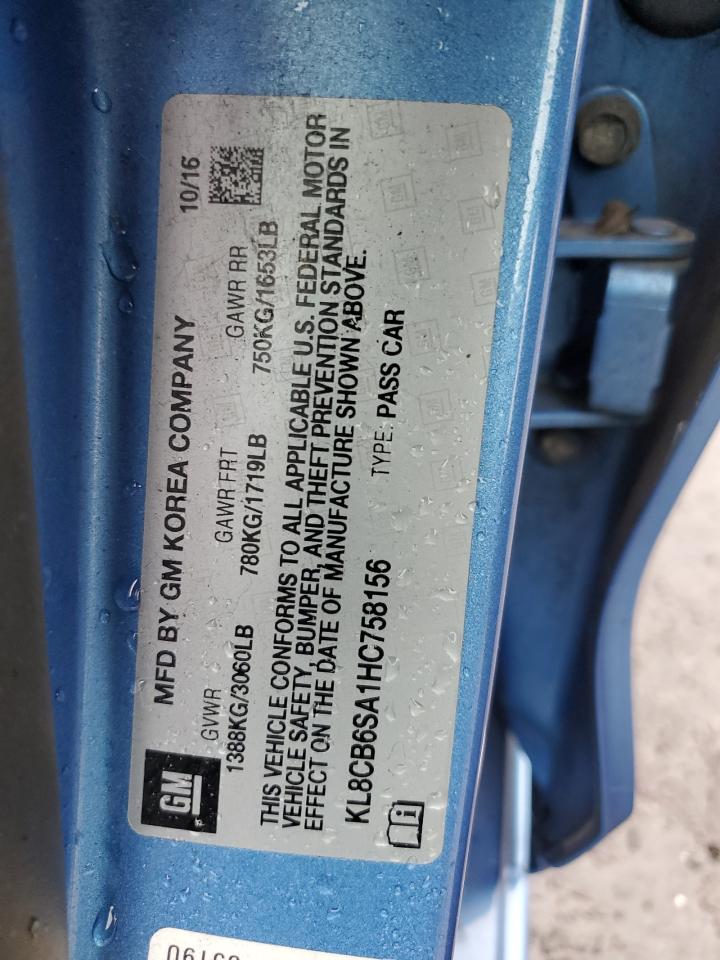 MFD BY GM KOREA COMPANY 10/16
GM
GVWR GAWR FRT GAWR RR
1388KG/3060LB 780KG/1719LB 750KG/1653LB
THIS VEHICLE CONFORMS TO ALL APPLICABLE U.S. FEDERAL MOTOR
VEHICLE SAFETY, BUMPER, AND THEFT PREVENTION STANDARDS IN
EFFECT ON THE DATE OF MANUFACTURE SHOWN ABOVE.
KL8CB6SA1HC758156 TYPE: PASS CAR